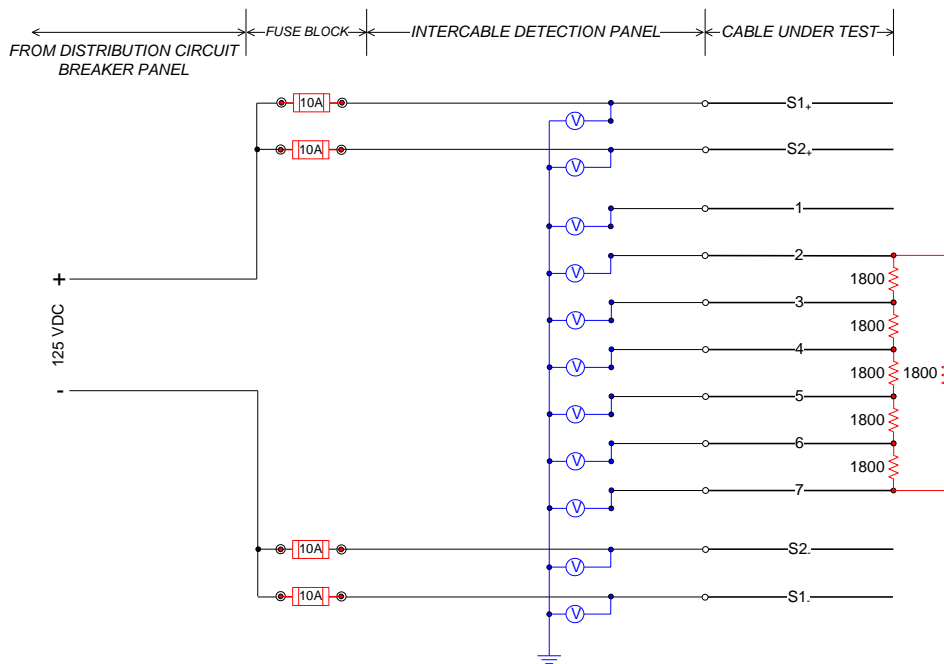 FROM DISTRIBUTION CIRCUIT
BREAKER PANEL
FUSE BLOCK
INTERCABLE DETECTION PANEL
CABLE UNDER TEST
10A
V
S1+
10A
V
S2+
V
1
V
2
+
1800
V
3
1800
125 VDC
V
4
1800
1800
-
V
5
1800
V
6
1800
V
7
10A
V
S2-
10A
V
S1-